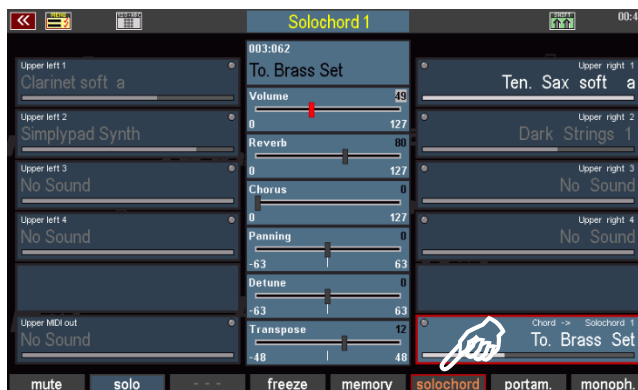 MENU
SHIFT
00:4
Solochord 1
003:062
To. Brass Set
Upper left 1
Clarinet soft a
Upper left 2
Simplypad Synth
Upper left 3
No Sound
Upper left 4
No Sound
Upper MIDI out
No Sound
Volume 49
0 127
Reverb 80
0 127
Chorus 0
0 127
Panning 0
-63 63
Detune 0
-63 63
Transpose 12
-48 48
Upper right 1
Ten. Sax soft a
Upper right 2
Dark Strings 1
Upper right 3
No Sound
Upper right 4
No Sound
Chord -> Solochord 1
To. Brass Set
mute solo --- freeze memory solochord portam. monoph.